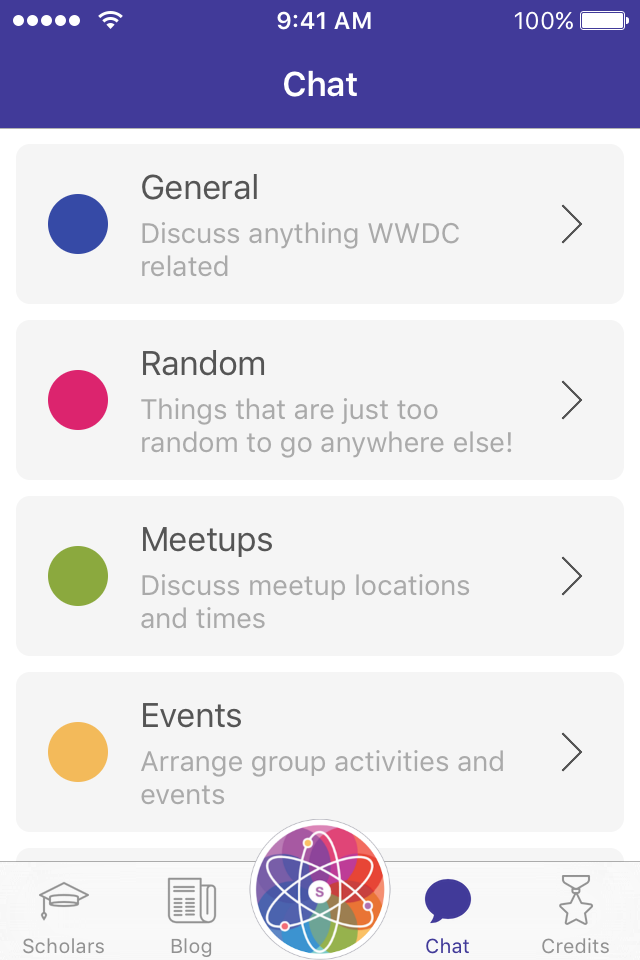 9:41 AM
100%
Chat
General
Discuss anything WWDC
related
Random
Things that are just too
random to go anywhere else!
Meetups
Discuss meetup locations
and times
Events
Arrange group activities and
events
S
Scholars
Blog
Chat
Credits